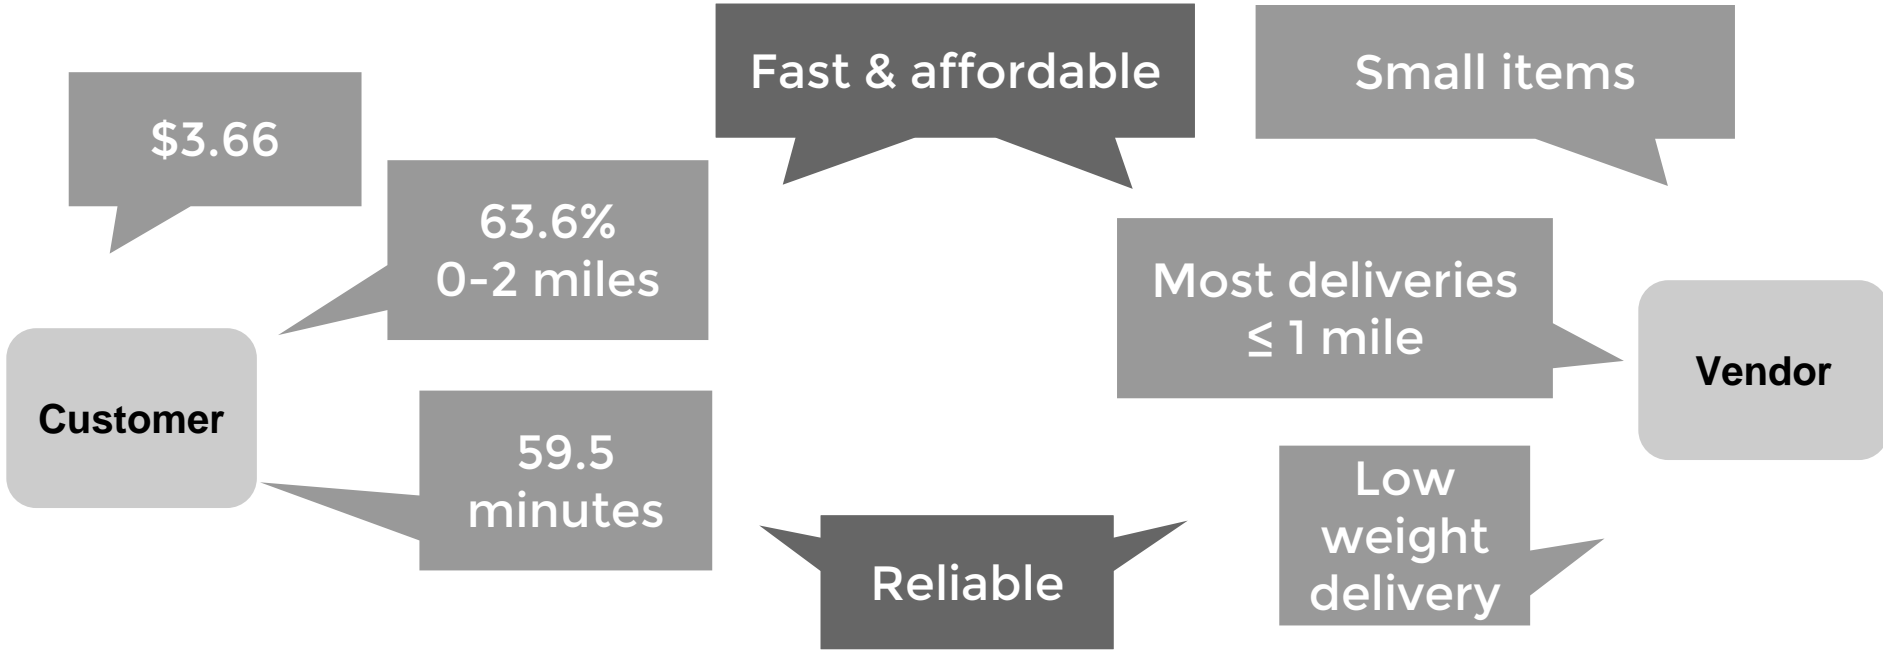 Fast & affordable
Small items
$3.66
63.6%
0-2 miles
Most deliveries
≤ 1 mile
Customer
Vendor
59.5
minutes
Low
weight
delivery
Reliable